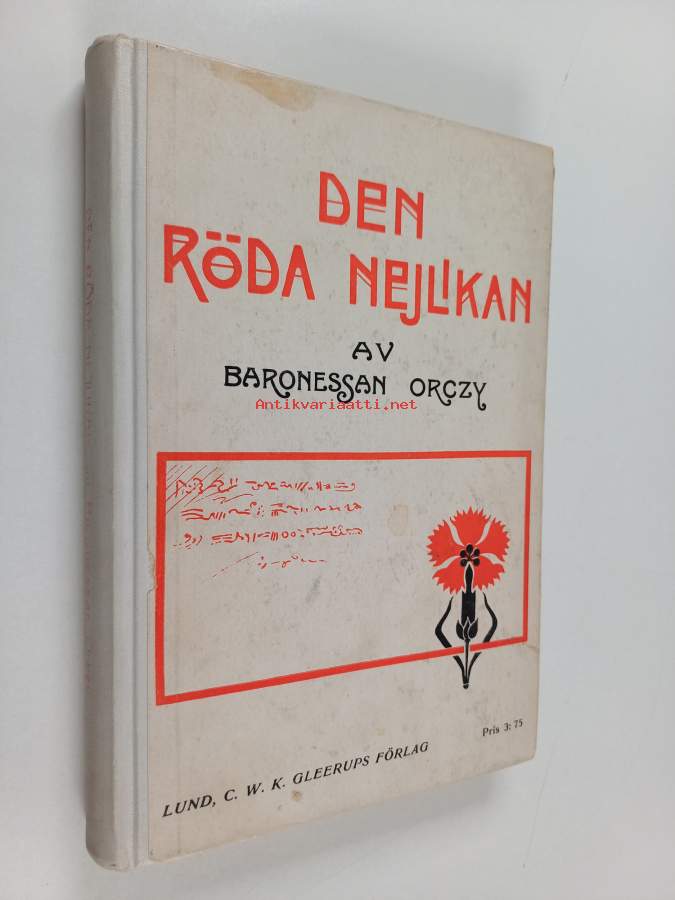 DEN
RÖDA NEJLIKAN
AV
BARONESSAN ORCZY
Antikvariaatti.net
Pris 3: 75
LUND, C. W. K. GLEERUPS FÖRLAG